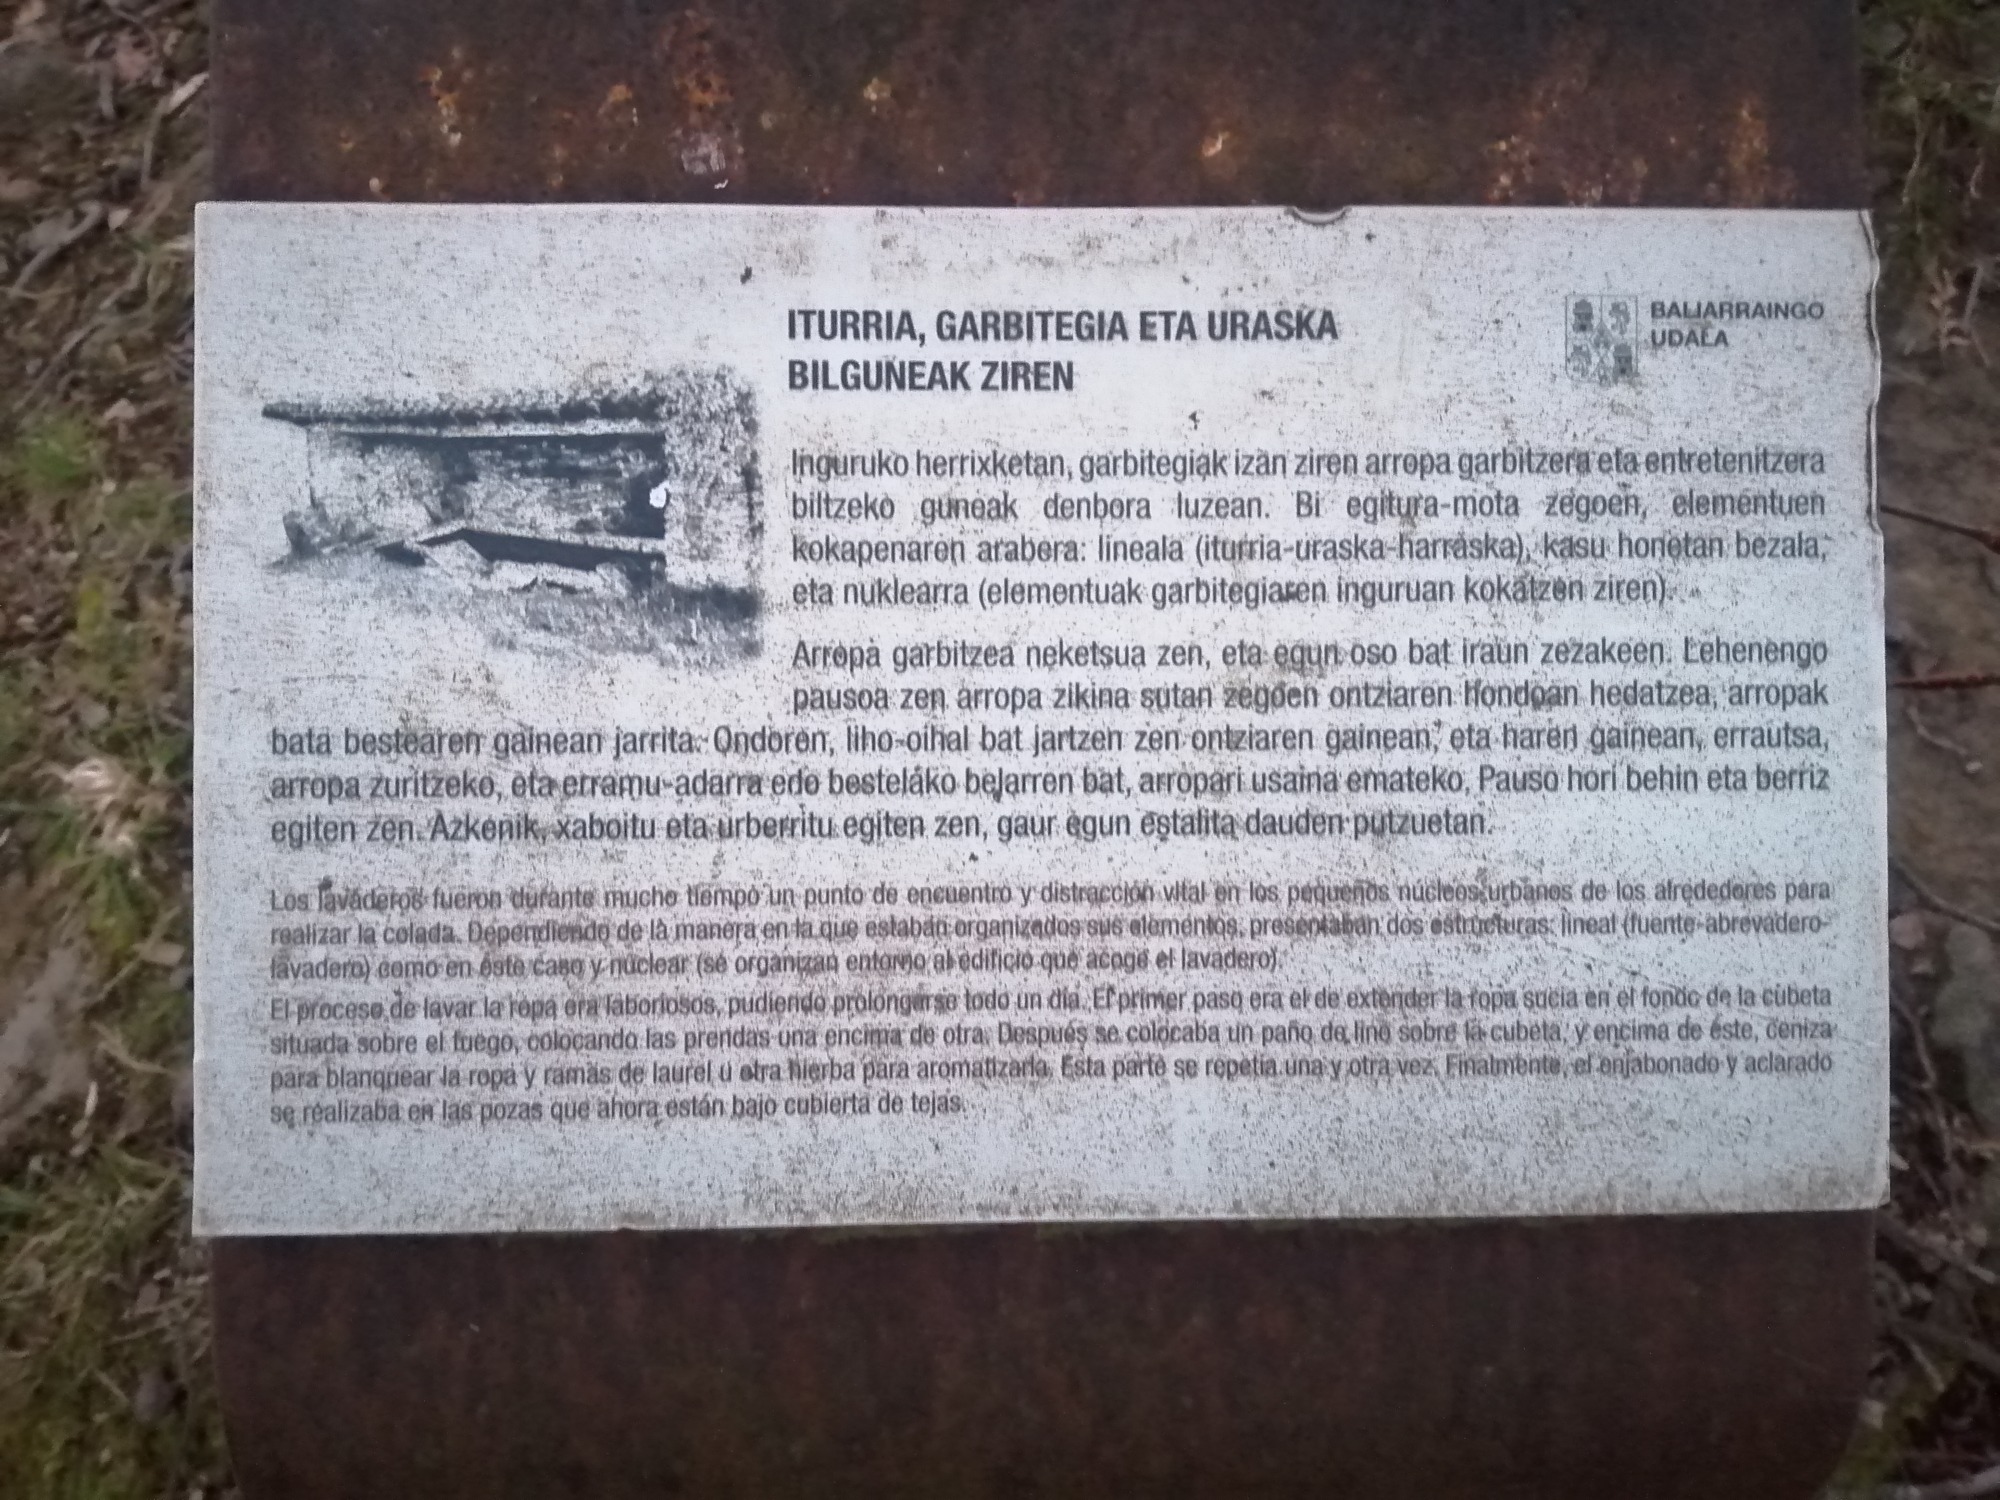 ITURRIA, GARBITEGIA ETA URASKA
BILGUNEAK ZIREN
BALIARRAINGO
UDALA
Inguruko herrixketan, garbitegiak izan ziren arropa garbitzera eta entretenitzera
biltzeko guneak denbora luzean. Bi egitura-mota zegoen, elementuen
kokapenaren arabera: lineala (iturria-uraska-harraska), kasu honetan bezala,
eta nuklearra (elementuak garbitegiaren inguruan kokatzen ziren).
Arropa garbitzea neketsua zen, eta egun oso bat iraun zezakeen. Lehenengo
pausoa zen arropa zikina sutan zegoen ontziaren hondoan hedatzea, arropak
bata bestearen gainean jarrita. Ondoren, liho-oihal bat jartzen zen ontziaren gainean, eta haren gainean, errautsa,
arropa zuritzeko, eta erramu-adarra edo bestelako belarren bat, arropari usaina emateko. Pauso hori behin eta berriz
egiten zen. Azkenik, xaboitu eta urberritu egiten zen, gaur egun estalita dauden putzuetan.
Los lavaderos fueron durante mucho tiempo un punto de encuentro y distracción vital en los pequeños núcleos urbanos de los alrededores para
realizar la colada. Dependiendo de la manera en la que estaban organizados sus elementos, presentaban dos estructuras: lineal (fuente-abrevadero-
lavadero) como en éste caso y nuclear (se organizan entorno al edificio que acoge el lavadero).
El proceso de lavar la ropa era laboriosos, pudiendo prolongarse todo un día. El primer paso era el de extender la ropa sucia en el fondo de la cubeta
situada sobre el fuego, colocando las prendas una encima de otra. Después se colocaba un paño de lino sobre la cubeta, y encima de éste, ceniza
para blanquear la ropa y ramas de laurel u otra hierba para aromatizarla. Esta parte se repetía una y otra vez. Finalmente, el enjabonado y aclarado
se realizaba en las pozas que ahora están bajo cubierta de tejas.